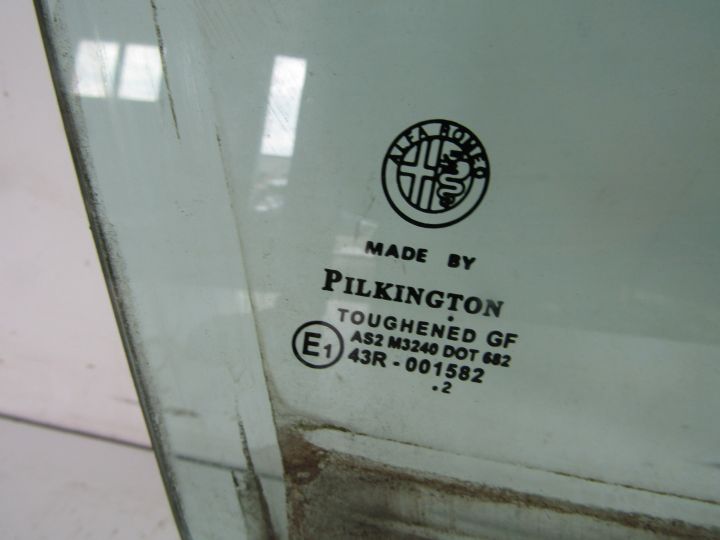 ALFA ROMEO
MADE BY
PILKINGTON
TOUGHENED GF
E1
AS2 M3240 DOT 682
43R - 001582
.2